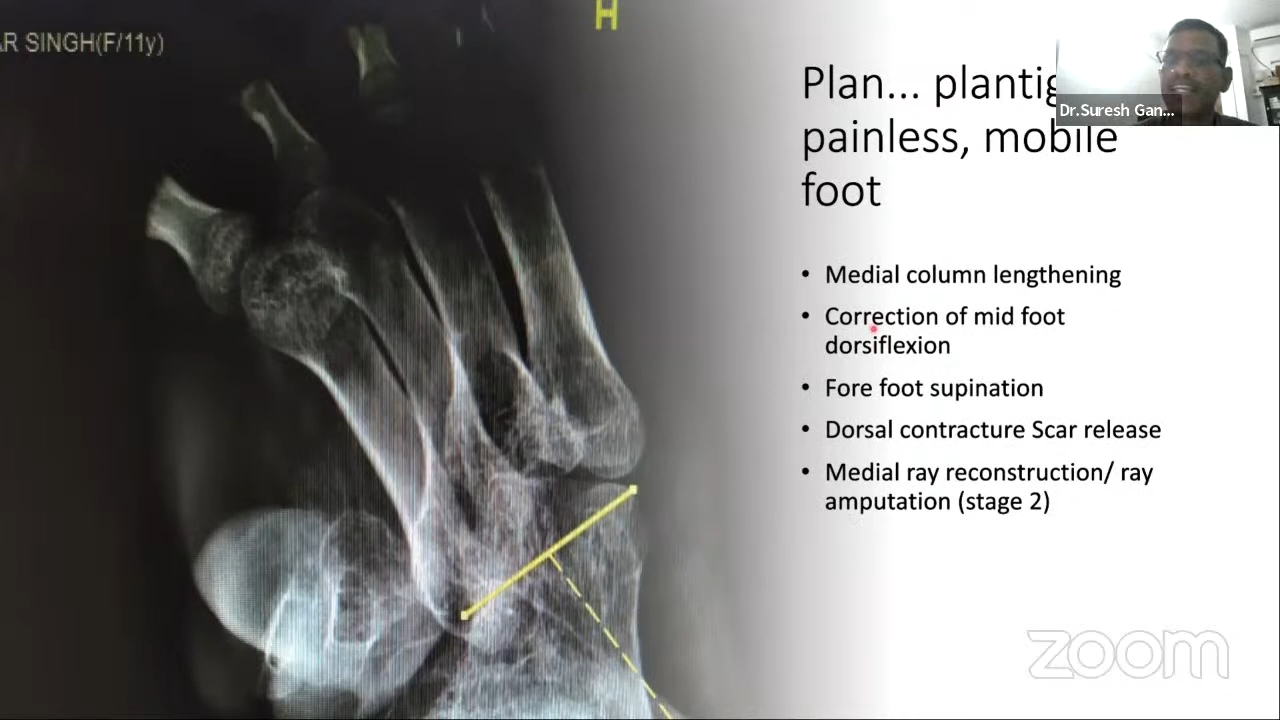 AR SINGH(F/11y)
H
Plan... plantig
painless, mobile
foot
Dr.Suresh Gan...
• Medial column lengthening
• Correction of mid foot
dorsiflexion
• Fore foot supination
• Dorsal contracture Scar release
• Medial ray reconstruction/ ray
amputation (stage 2)
zoom